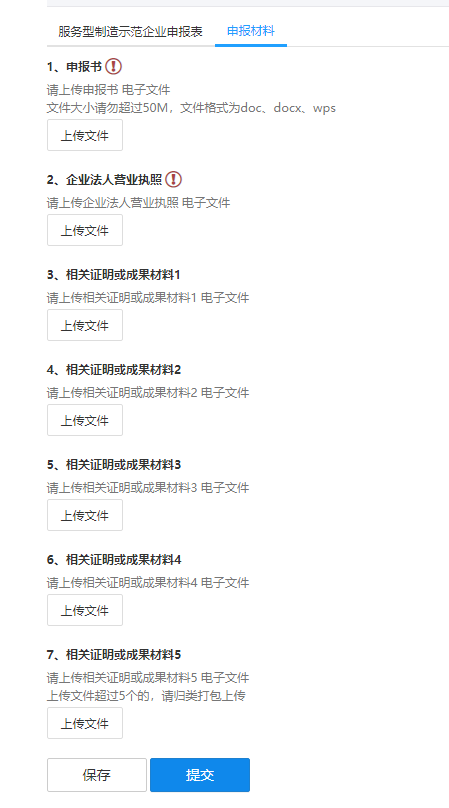 服务型制造示范企业申报表 申报材料
1、申报书
请上传申报书 电子文件
文件大小请勿超过50M，文件格式为doc、docx、wps
上传文件
2、企业法人营业执照
请上传企业法人营业执照 电子文件
上传文件
3、相关证明或成果材料1
请上传相关证明或成果材料1 电子文件
上传文件
4、相关证明或成果材料2
请上传相关证明或成果材料2 电子文件
上传文件
5、相关证明或成果材料3
请上传相关证明或成果材料3 电子文件
上传文件
6、相关证明或成果材料4
请上传相关证明或成果材料4 电子文件
上传文件
7、相关证明或成果材料5
请上传相关证明或成果材料5 电子文件
上传文件超过5个的，请归类打包上传
上传文件
保存 提交